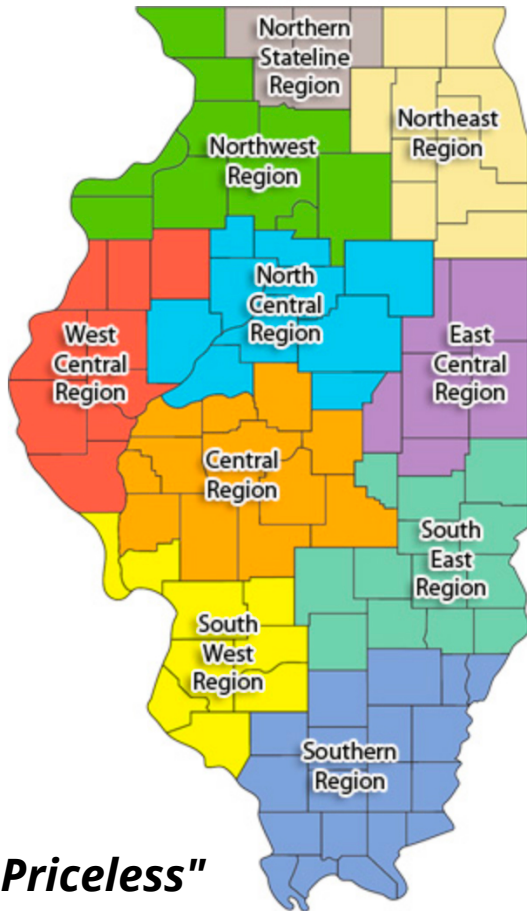 Northern
Stateline
Region
Northeast
Region
Northwest
Region
North
Central
Region
West
Central
Region
East
Central
Region
Central
Region
South
East
Region
South
West
Region
Southern
Region
Priceless"